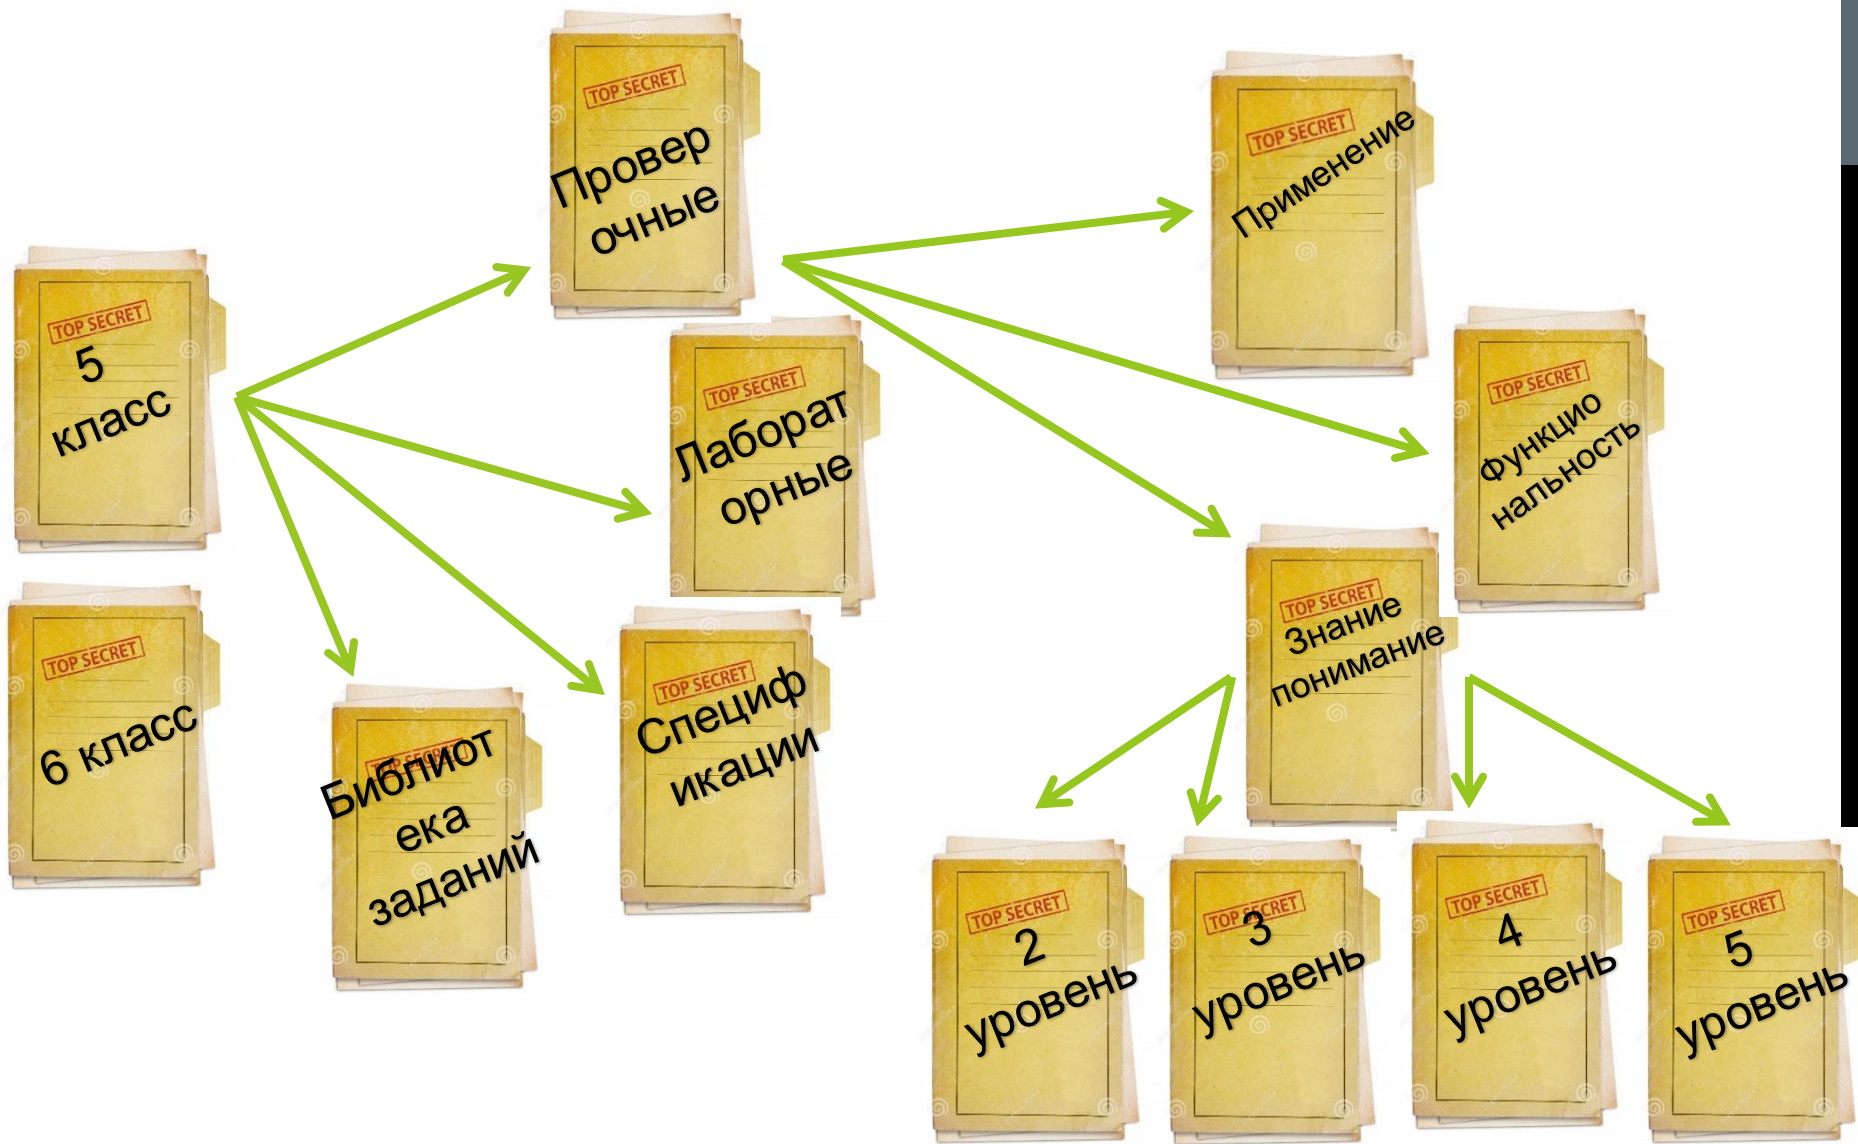 TOP SECRET
Провер
очные
TOP SECRET
Применение
TOP SECRET
5
класс
TOP SECRET
Лаборат
орные
TOP SECRET
Функцио
нальность
TOP SECRET
Знание
понимание
TOP SECRET
6 класс
TOP SECRET
Библиот
ека
заданий
TOP SECRET
Специф
икации
TOP SECRET
2
уровень
TOP SECRET
3
уровень
TOP SECRET
4
уровень
TOP SECRET
5
уровень